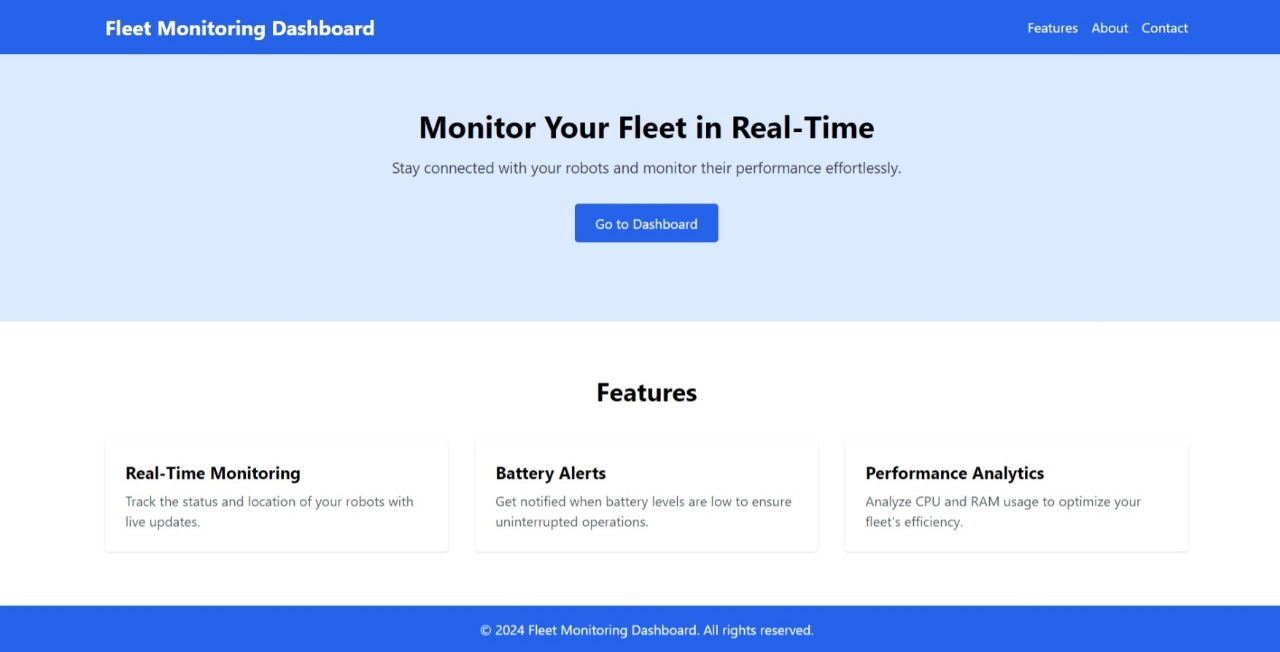 Fleet Monitoring Dashboard
Features About Contact
Monitor Your Fleet in Real-Time
Stay connected with your robots and monitor their performance effortlessly.
Go to Dashboard
Features
Real-Time Monitoring
Track the status and location of your robots with
live updates.
Battery Alerts
Get notified when battery levels are low to ensure
uninterrupted operations.
Performance Analytics
Analyze CPU and RAM usage to optimize your
fleet's efficiency.
© 2024 Fleet Monitoring Dashboard. All rights reserved.